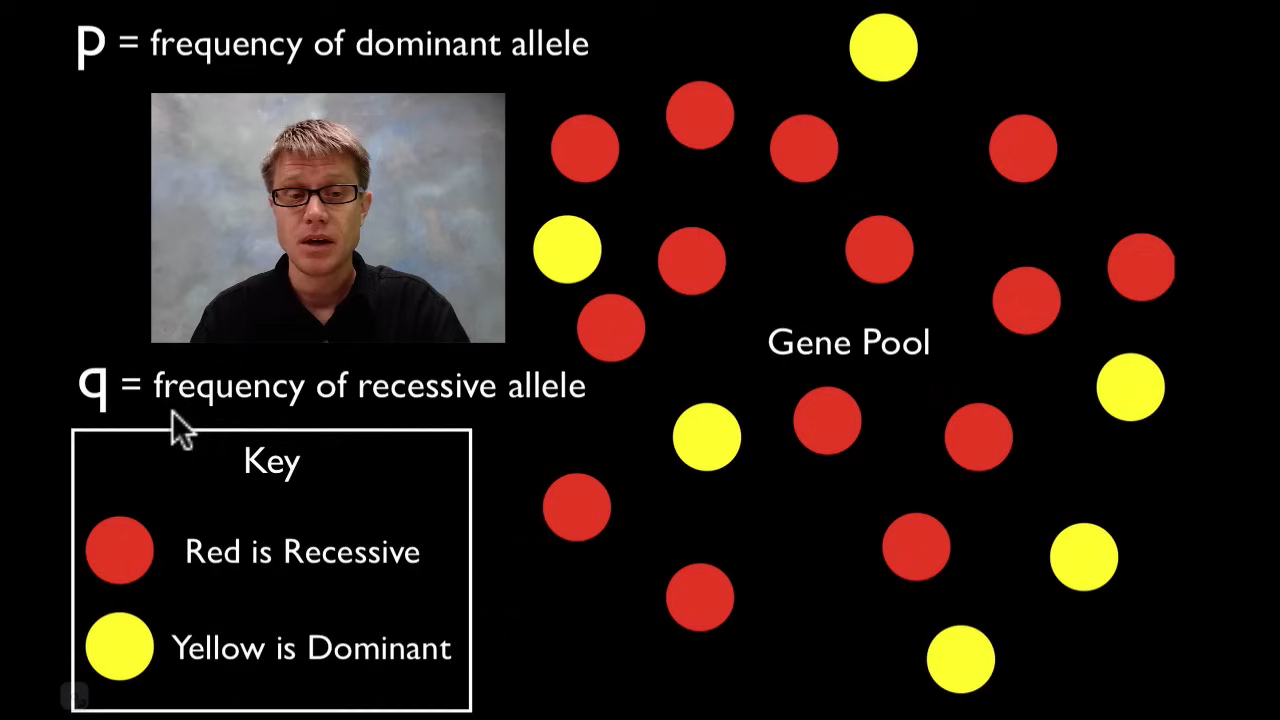 p = frequency of dominant allele
Gene Pool
q = frequency of recessive allele
Key
Red is Recessive
Yellow is Dominant